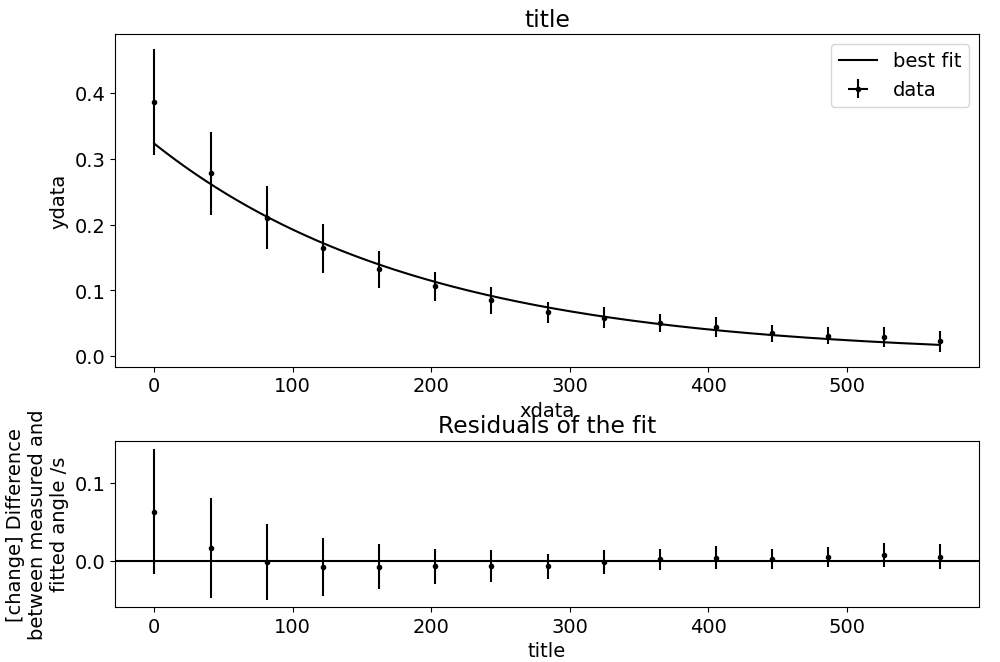 title
best fit
data
ydata
0.4
0.3
0.2
0.1
0.0
0 100 200 300 400 500
xdata
Residuals of the fit
[change] Difference
between measured and
fitted angle /s
0.1
0.0
0 100 200 300 400 500
title